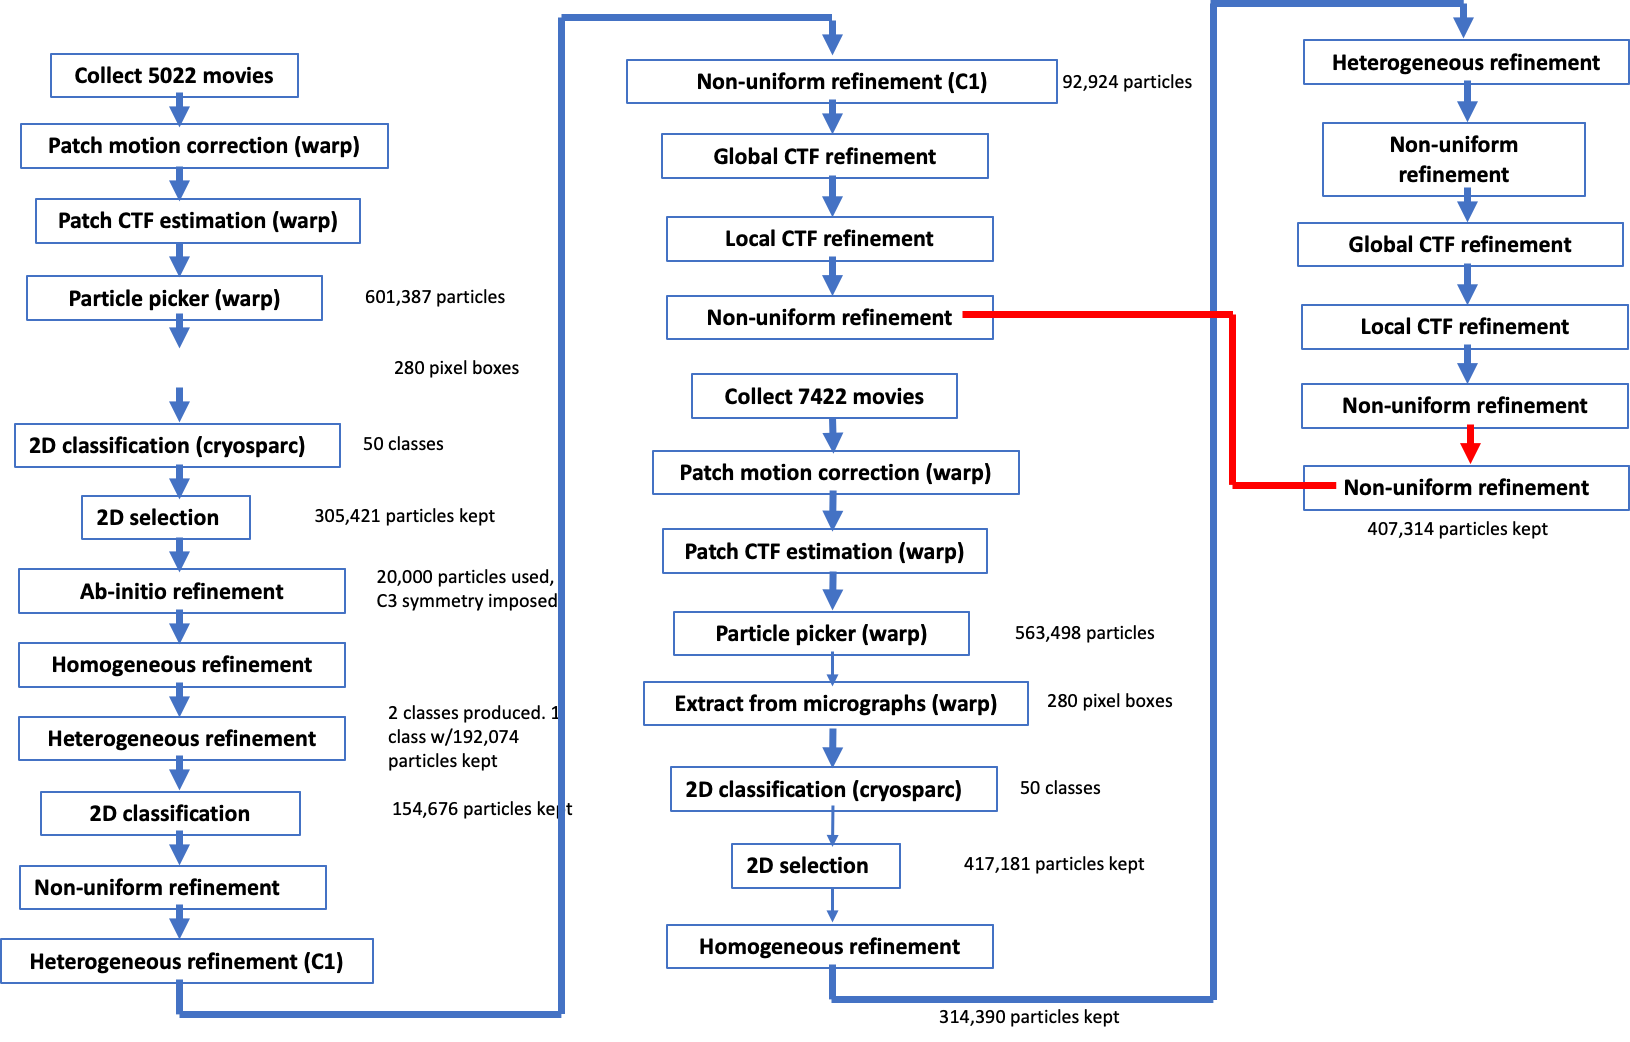 Collect 5022 movies
Patch motion correction (warp)
Patch CTF estimation (warp)
Particle picker (warp)
601,387 particles
280 pixel boxes
2D classification (cryosparc)
50 classes
2D selection
305,421 particles kept
Ab-initio refinement
20,000 particles used,
C3 symmetry imposed
Homogeneous refinement
Heterogeneous refinement
2 classes produced. 1
class w/192,074
particles kept
2D classification
154,676 particles kept
Non-uniform refinement
Heterogeneous refinement (C1)
Non-uniform refinement (C1)
92,924 particles
Global CTF refinement
Local CTF refinement
Non-uniform refinement
Collect 7422 movies
Patch motion correction (warp)
Patch CTF estimation (warp)
Particle picker (warp)
563,498 particles
Extract from micrographs (warp)
280 pixel boxes
2D classification (cryosparc)
50 classes
2D selection
417,181 particles kept
Homogeneous refinement
314,390 particles kept
Heterogeneous refinement
Non-uniform
refinement
Global CTF refinement
Local CTF refinement
Non-uniform refinement
Non-uniform refinement
407,314 particles kept